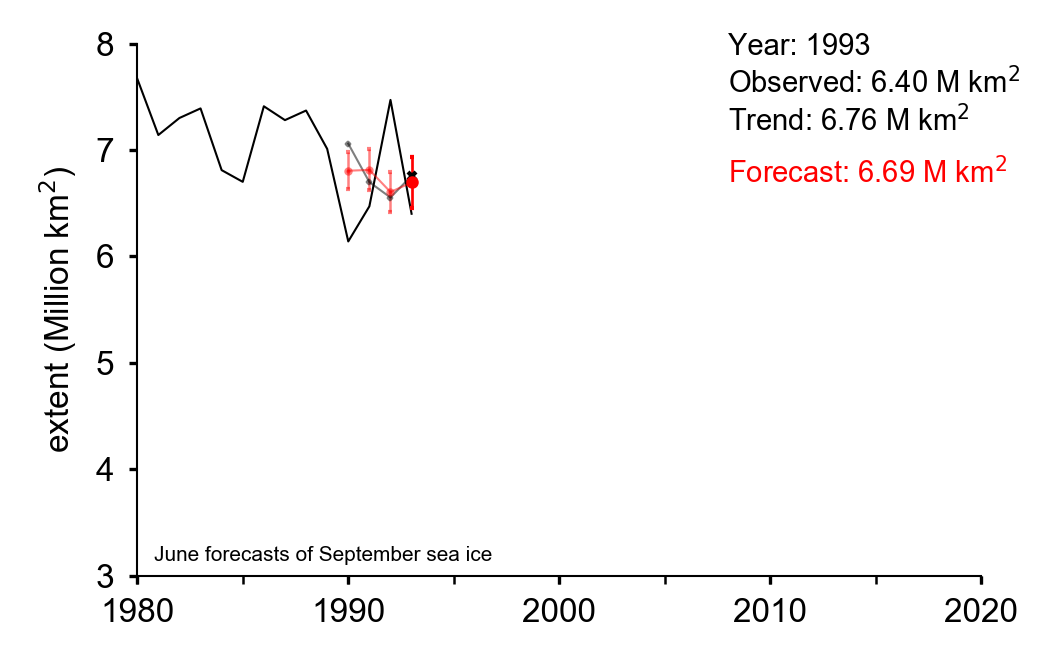 Year: 1993
Observed: 6.40 M km²
Trend: 6.76 M km²
Forecast: 6.69 M km²
extent (Million km²)
8
7
6
5
4
3
June forecasts of September sea ice
1980 1990 2000 2010 2020